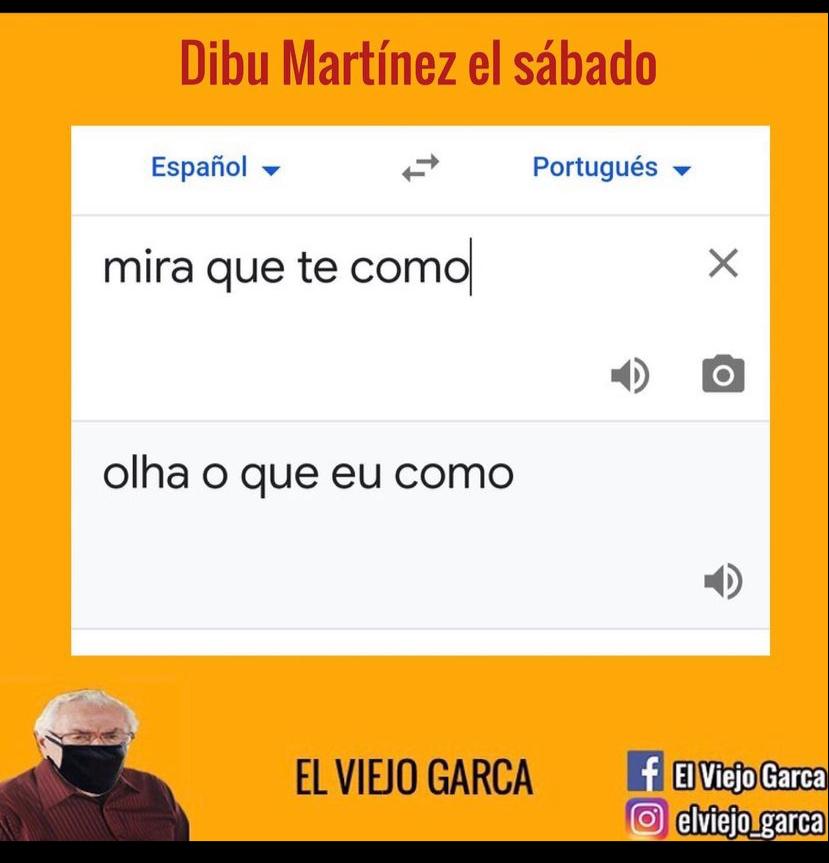 Dibu Martínez el sábado
Español
Portugués
mira que te como
olha o que eu como
EL VIEJO GARCA
El Viejo Garca
elviejo_garca